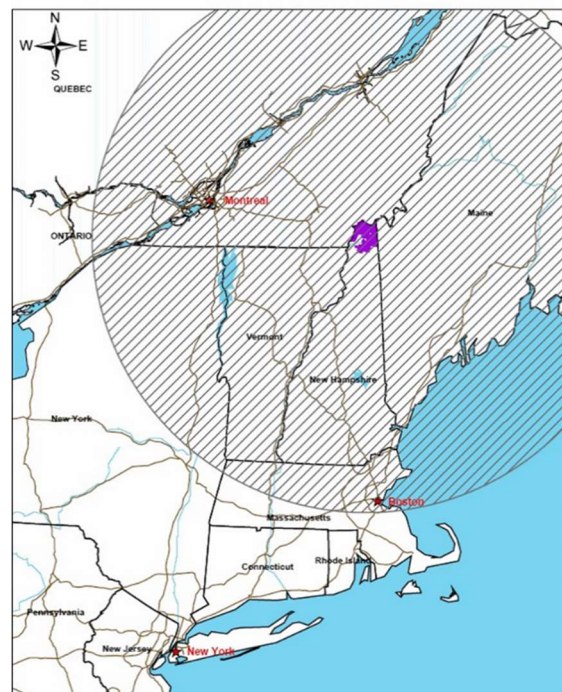 N
W E
S
QUEBEC
Montreal
Maine
ONTARIO
Vermont
New Hampshire
New York
Boston
Massachusetts
Connecticut
Rhode Island
Pennsylvania
New Jersey
New York